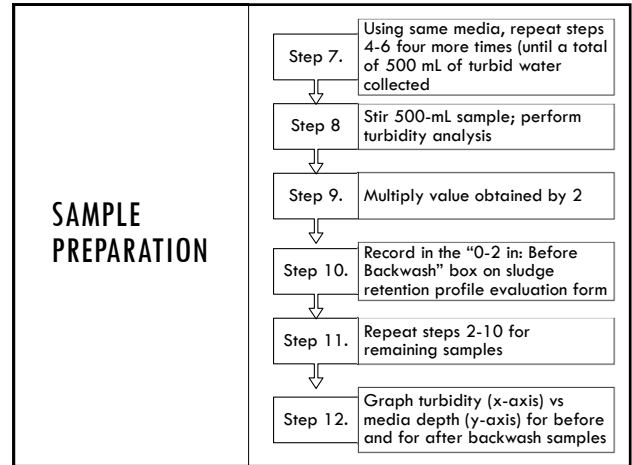 SAMPLE
PREPARATION
Step 7.
Using same media, repeat steps
4-6 four more times (until a total
of 500 mL of turbid water
collected
Step 8
Stir 500-mL sample; perform
turbidity analysis
Step 9.
Multiply value obtained by 2
Step 10.
Record in the “0-2 in: Before
Backwash” box on sludge
retention profile evaluation form
Step 11.
Repeat steps 2-10 for
remaining samples
Step 12.
Graph turbidity (x-axis) vs
media depth (y-axis) for before
and for after backwash samples